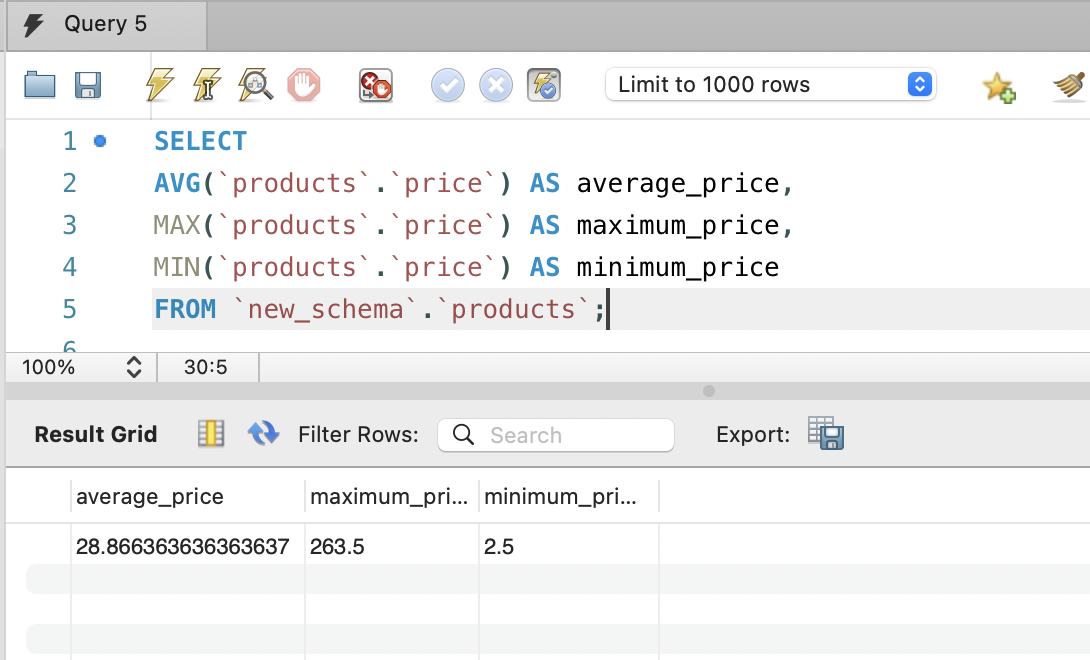 Query 5
Limit to 1000 rows
1 SELECT
2 AVG(`products`.`price`) AS average_price,
3 MAX(`products`.`price`) AS maximum_price,
4 MIN(`products`.`price`) AS minimum_price
5 FROM `new_schema`.`products`;
6
100% 30:5
Result Grid Filter Rows: Search Export:
average_price maximum_pri... minimum_pri...
28.866363636363637 263.5 2.5